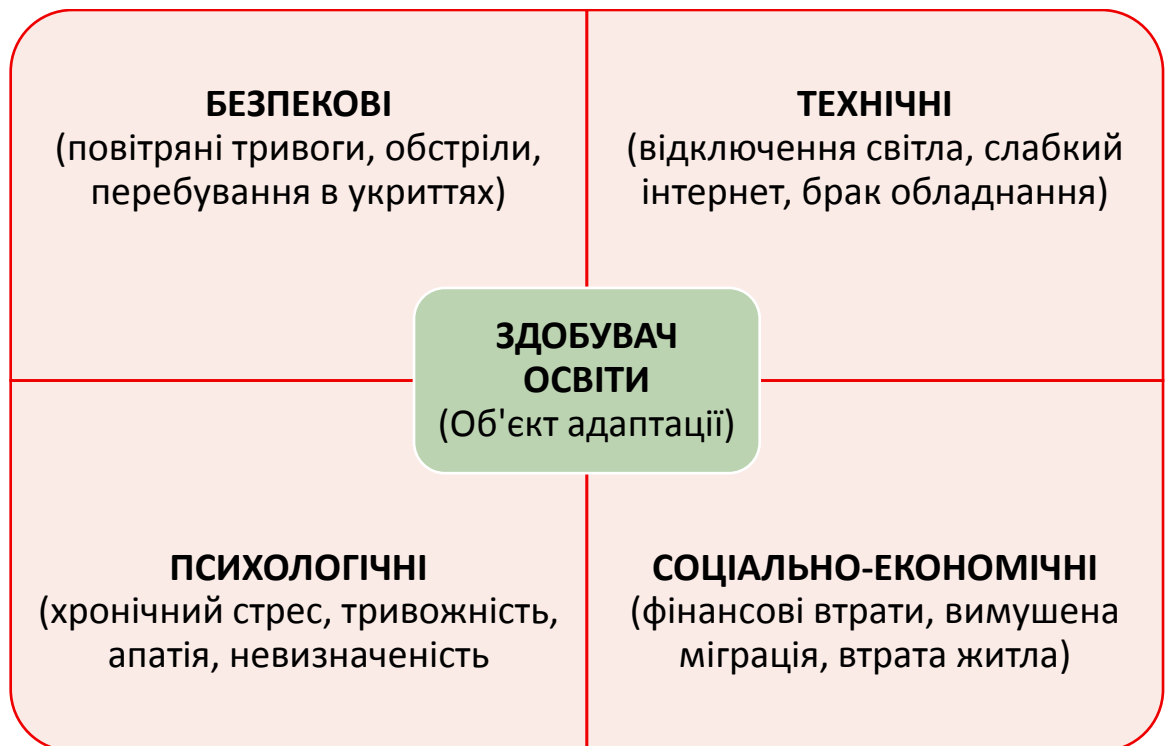 БЕЗПЕКОВІ
(повітряні тривоги, обстріли,
перебування в укриттях)
ТЕХНІЧНІ
(відключення світла, слабкий
інтернет, брак обладнання)
ЗДОБУВАЧ
ОСВІТИ
(Об'єкт адаптації)
ПСИХОЛОГІЧНІ
(хронічний стрес, тривожність,
апатія, невизначеність
СОЦІАЛЬНО-ЕКОНОМІЧНІ
(фінансові втрати, вимушена
міграція, втрата житла)